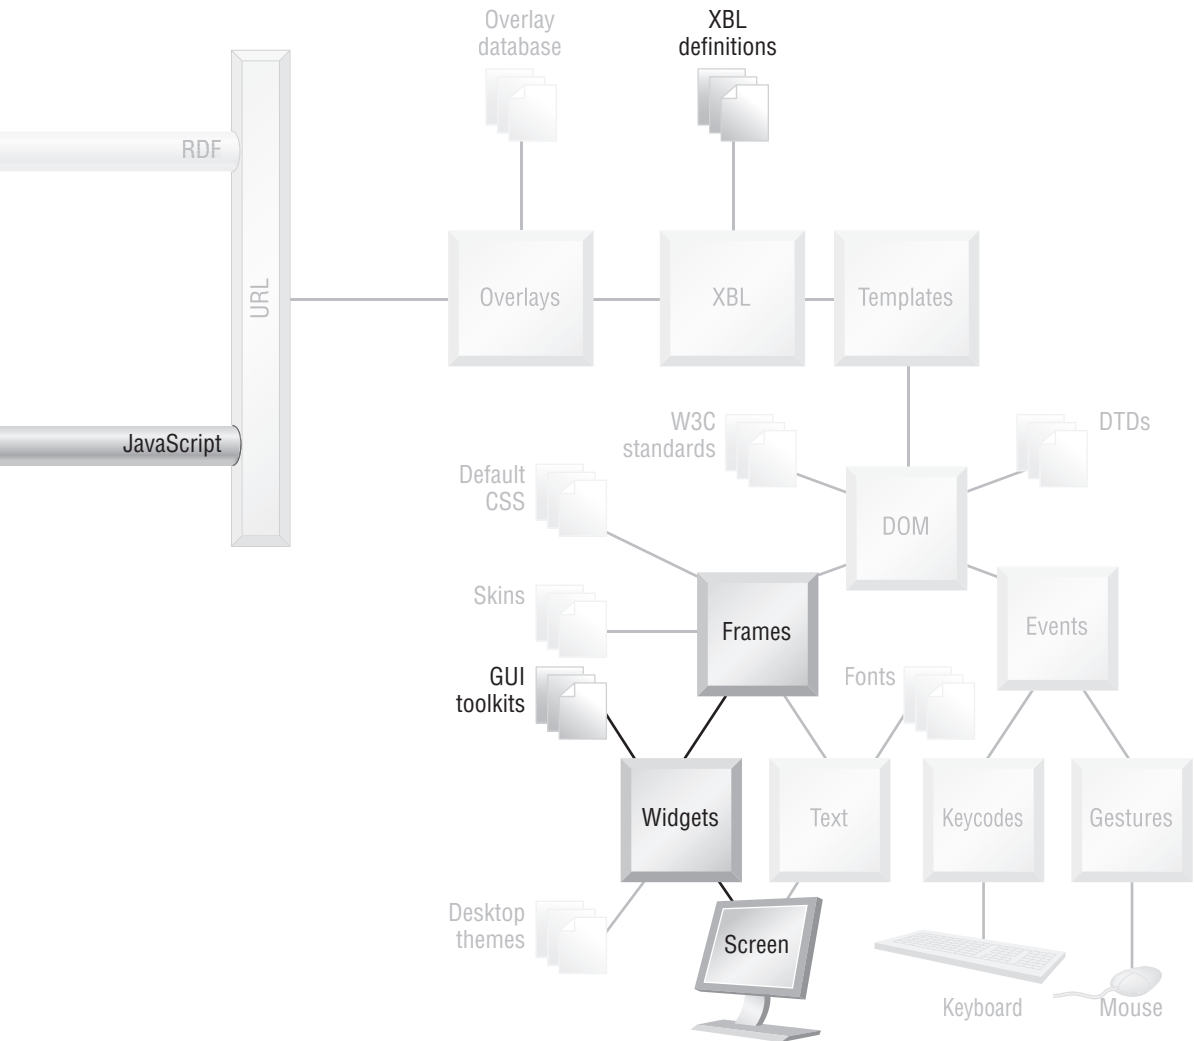 Overlay
database
XBL
definitions
RDF
URL
Overlays
XBL
Templates
JavaScript
W3C
standards
DTDs
Default
CSS
DOM
Skins
Frames
Events
GUI
toolkits
Fonts
Widgets
Text
Keycodes
Gestures
Desktop
themes
Screen
Keyboard
Mouse